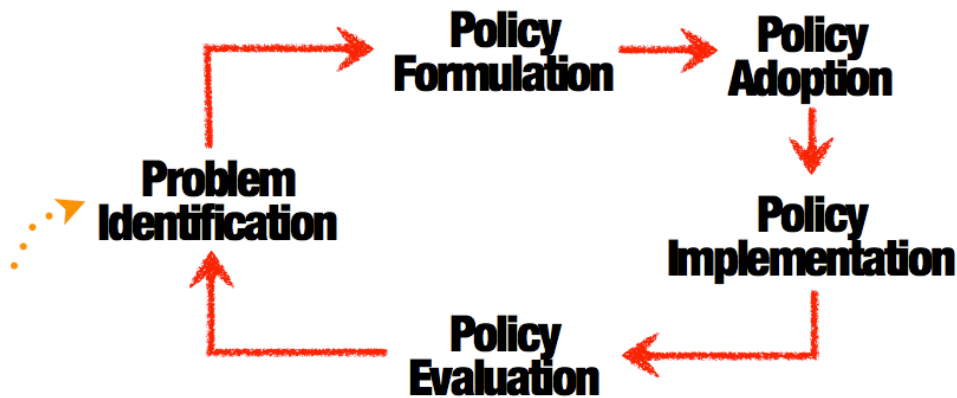 Policy
Formulation
Policy
Adoption
Problem
Identification
Policy
Implementation
Policy
Evaluation